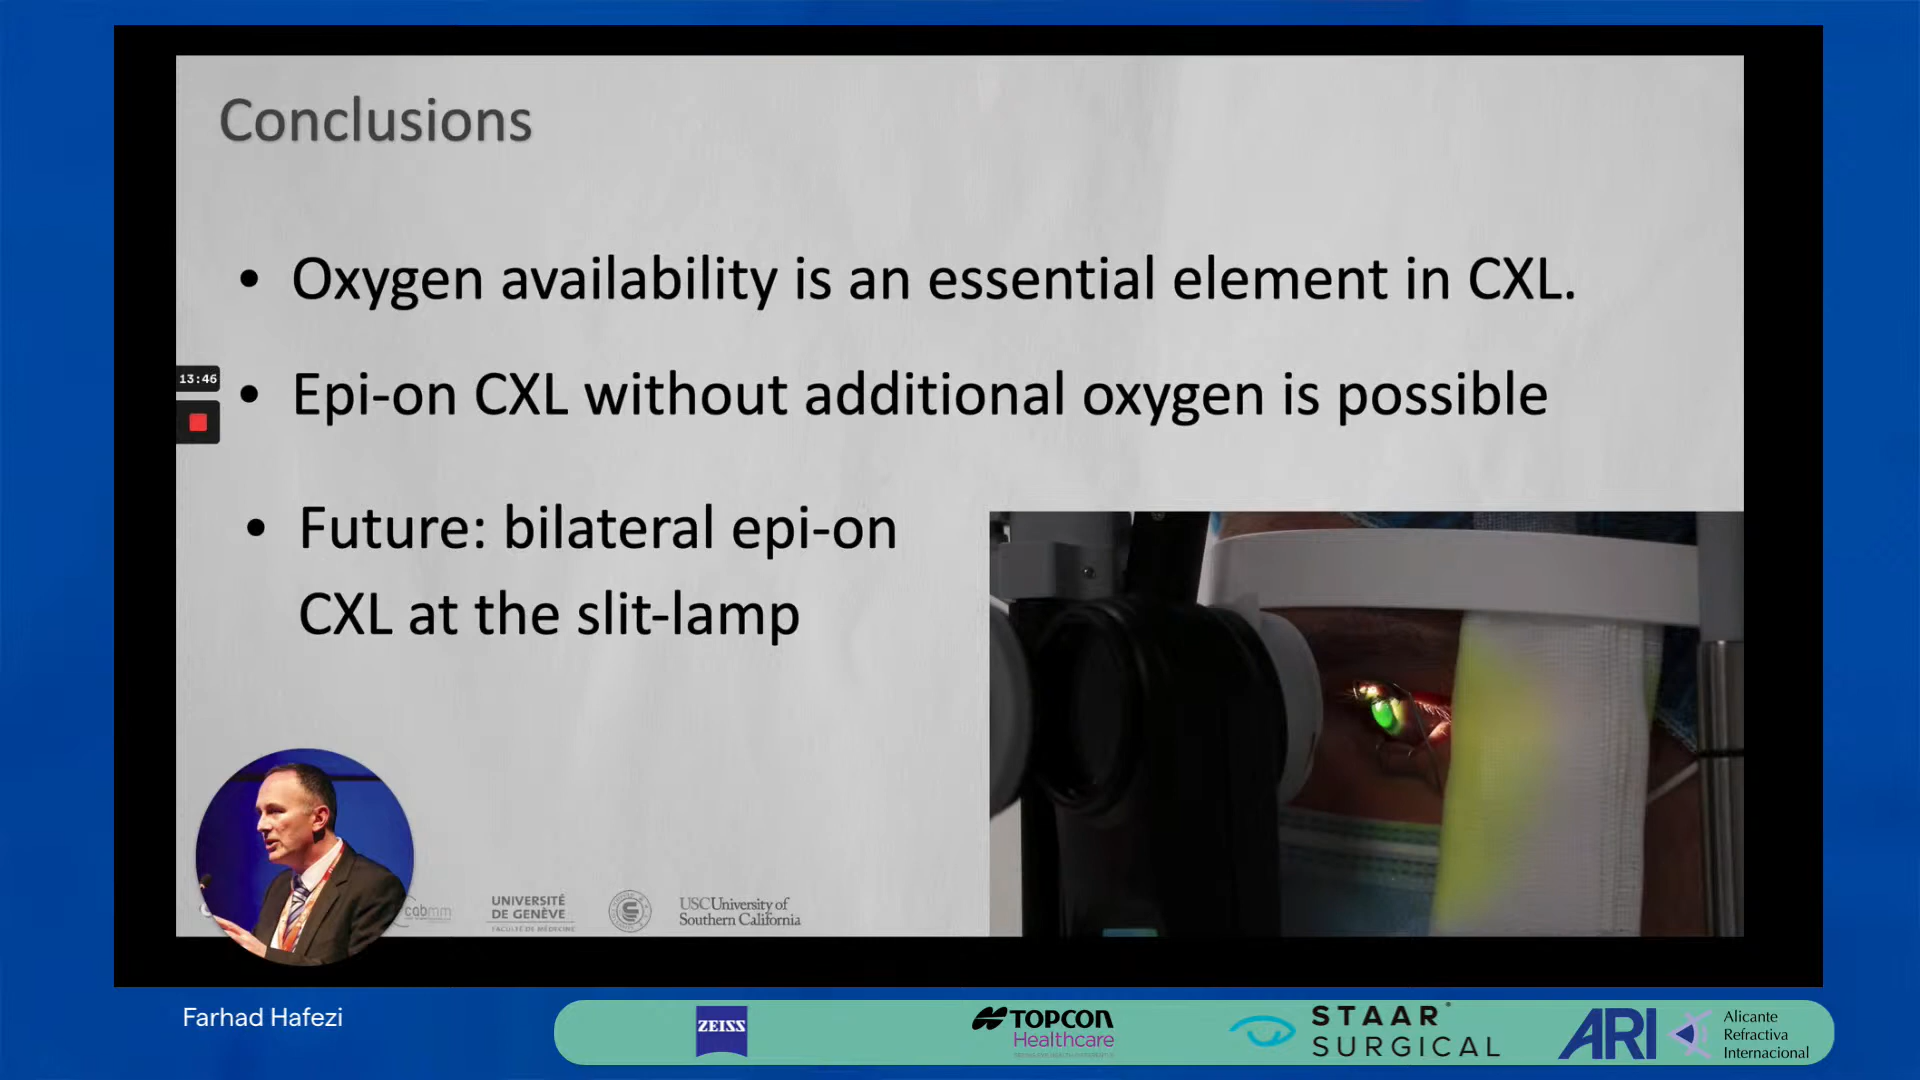 Conclusions
• Oxygen availability is an essential element in CXL.
13:46
• Epi-on CXL without additional oxygen is possible
• Future: bilateral epi-on
CXL at the slit-lamp
cabmm
UNIVERSITÉ
DE GENÈVE
FACULTÉ DE MÉDECINE
USC University of
Southern California
Farhad Hafezi
ZEISS
TOPCON
Healthcare
STAAR
SURGICAL
ARI
Alicante
Refractiva
Internacional